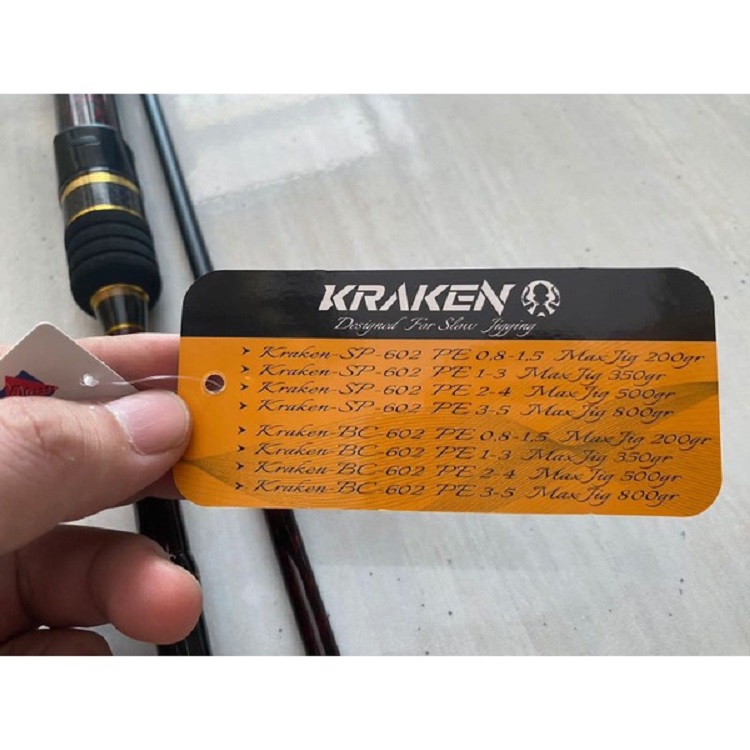 KRAKEN
Designed For Slow Jigging
➤ Kraken-SP-602 PE 0,8-1.5 Max Jig 200gr
➤ Kraken-SP-602 PE 1-3 Max Jig 350gr
➤ Kraken-SP-602 PE 2-4 Max Jig 500gr
➤ Kraken-SP-602 PE 3-5 Max Jig 800gr
➤ Kraken-BC-602 PE 0,8-1.5 Max Jig 200gr
➤ Kraken-BC-602 PE 1-3 Max Jig 350gr
➤ Kraken-BC-602 PE 2-4 Max Jig 500gr
➤ Kraken-BC-602 PE 3-5 Max Jig 800gr